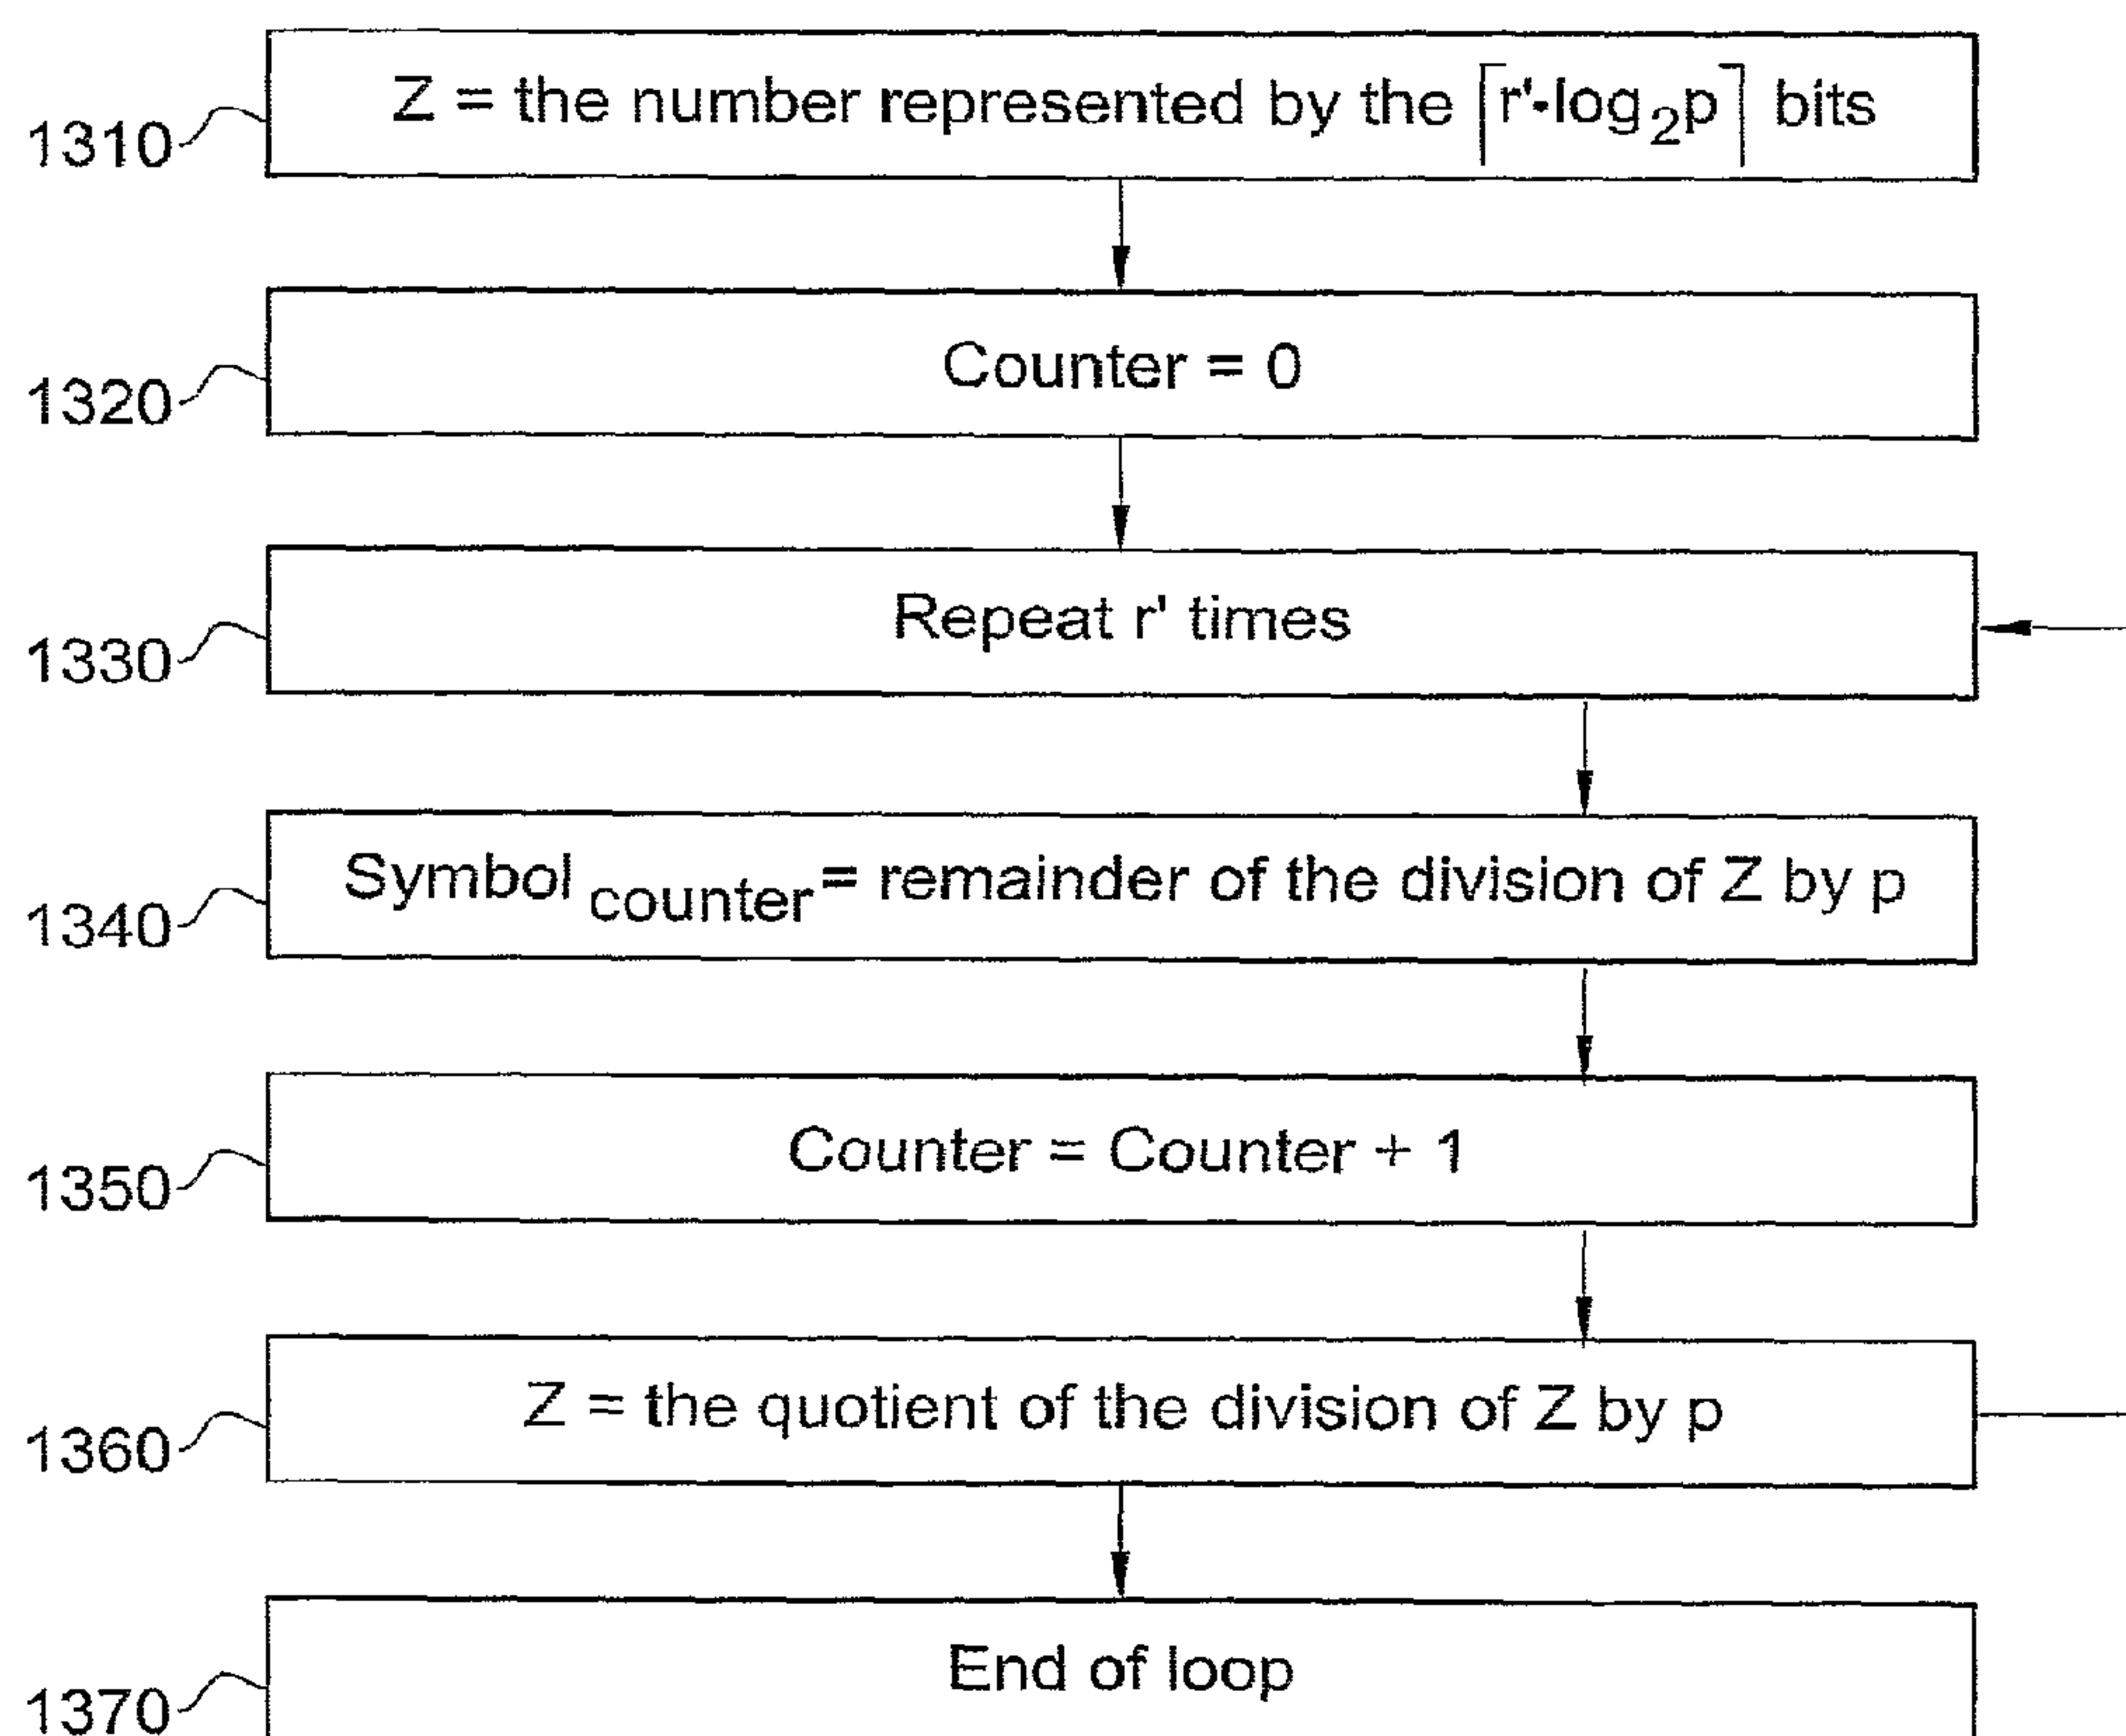 1310 Z = the number represented by the ⌈r'-log₂p⌉ bits
1320 Counter = 0
1330 Repeat r' times
1340 Symbol counter = remainder of the division of Z by p
1350 Counter = Counter + 1
1360 Z = the quotient of the division of Z by p
1370 End of loop